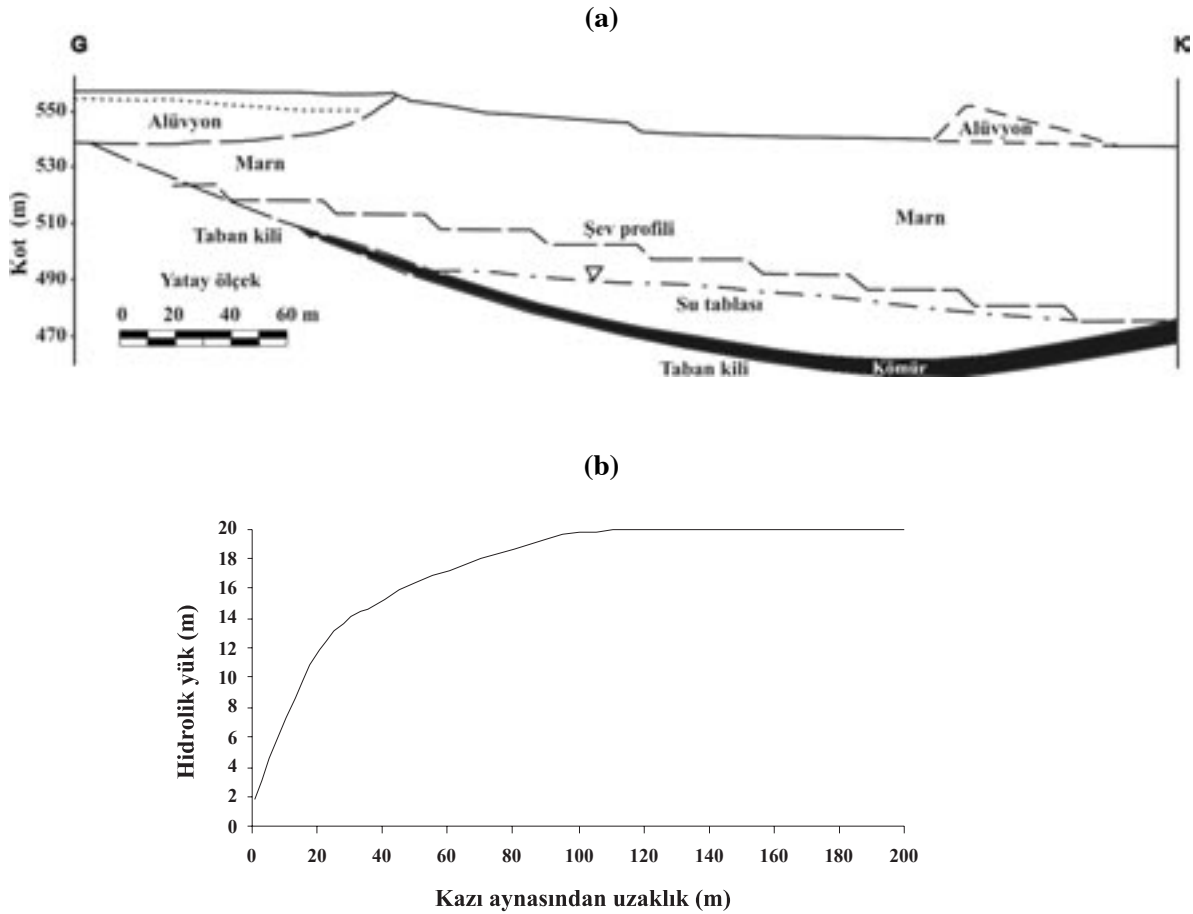 (a)
G K
550
530
510
490
470
Kot (m)
Alüvyon
Alüvyon
Marn
Marn
Taban kili
Şev profili
Yatay ölçek
0 20 40 60 m
Su tablası
Taban kili
Kömür
(b)
20
18
16
14
12
10
8
6
4
2
0
Hidrolik yük (m)
0 20 40 60 80 100 120 140 160 180 200
Kazı aynasından uzaklık (m)